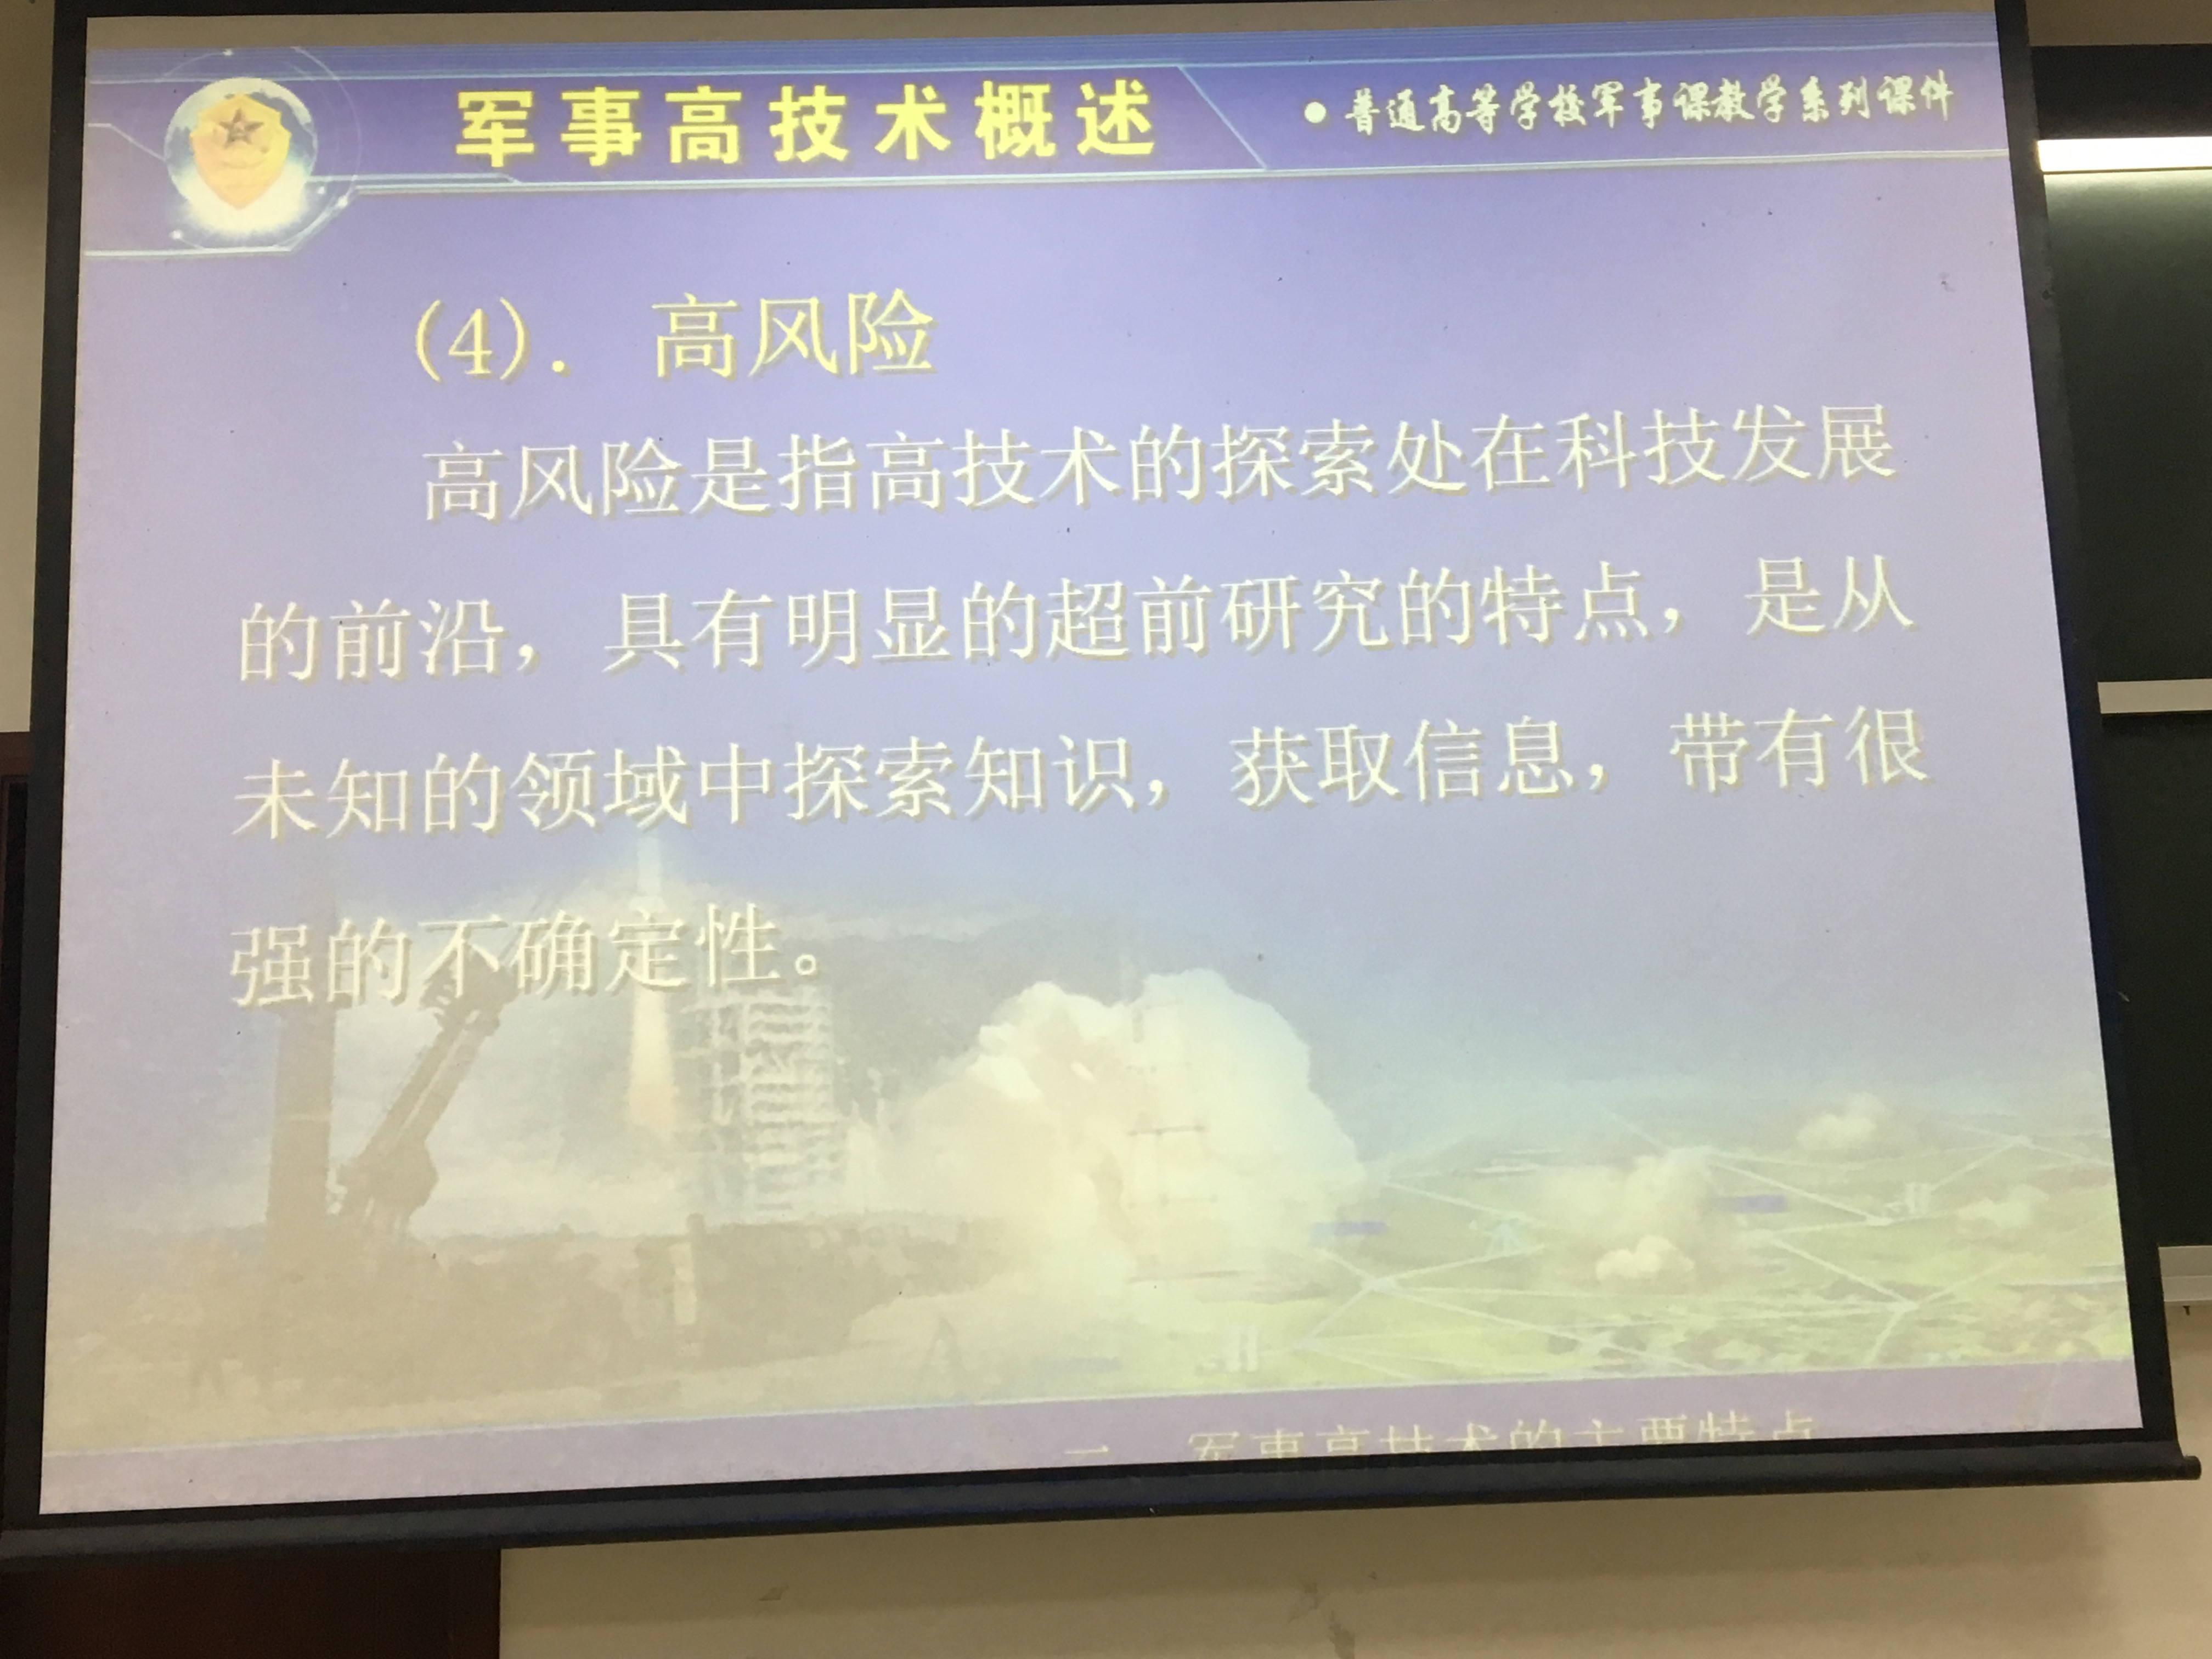 军事高技术概述
●普通高等学校军事课教学系列课件
(4). 高风险
高风险是指高技术的探索处在科技发展
的前沿，具有明显的超前研究的特点，是从
未知的领域中探索知识，获取信息，带有很
强的不确定性。
军事高技术的主要特点